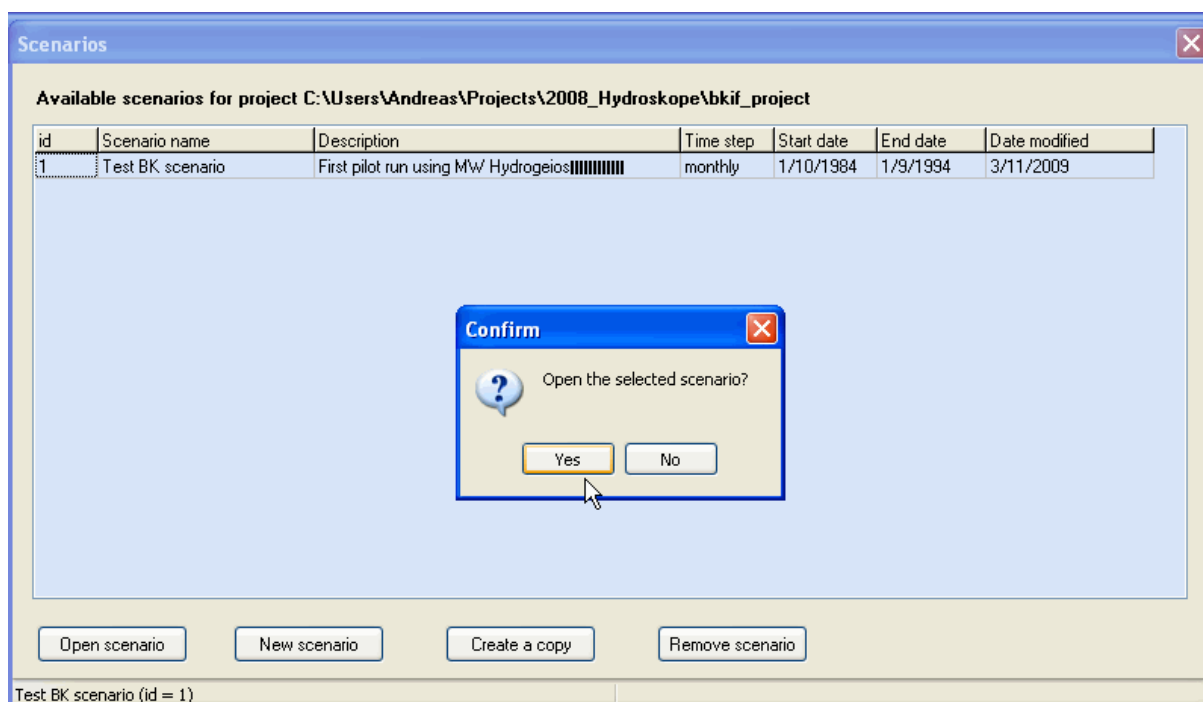 Scenarios
Available scenarios for project C:\Users\Andreas\Projects\2008_Hydroskope\bkif_project
id Scenario name Description Time step Start date End date Date modified
1 Test BK scenario First pilot run using MW Hydrogeios monthly 1/10/1984 1/9/1994 3/11/2009
Confirm
Open the selected scenario?
Yes No
Open scenario New scenario Create a copy Remove scenario
Test BK scenario (id = 1)